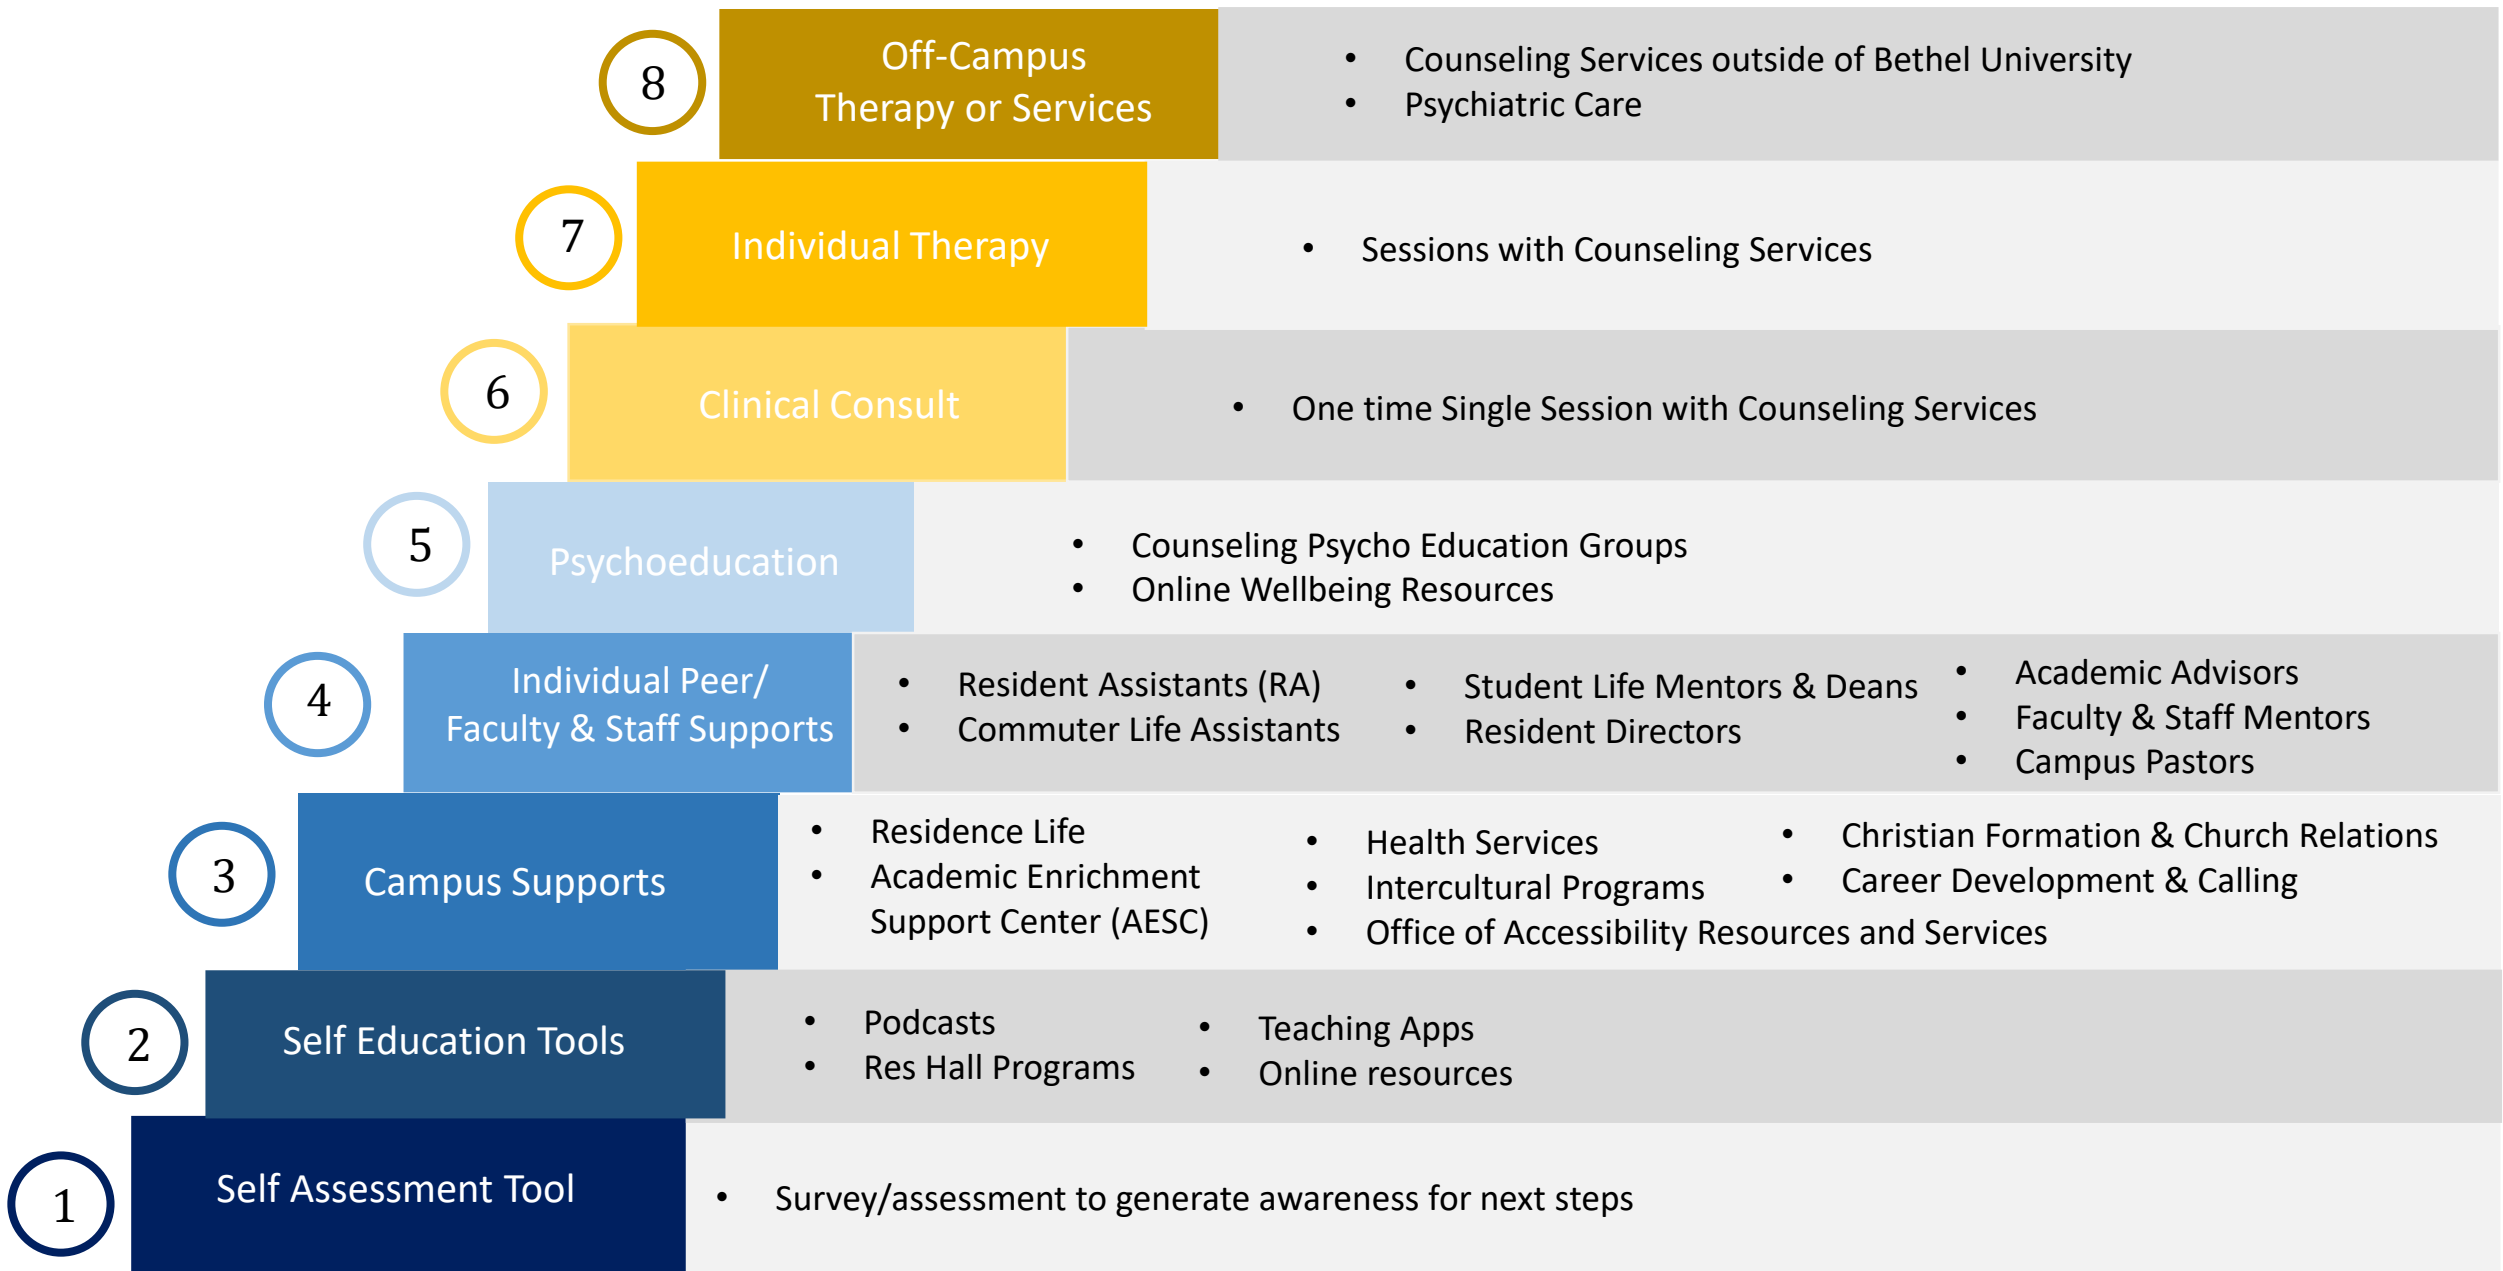 8
Off-Campus
Therapy or Services
• Counseling Services outside of Bethel University
• Psychiatric Care
7
Individual Therapy
• Sessions with Counseling Services
6
Clinical Consult
• One time Single Session with Counseling Services
5
Psychoeducation
• Counseling Psycho Education Groups
• Online Wellbeing Resources
4
Individual Peer/
Faculty & Staff Supports
• Resident Assistants (RA)
• Commuter Life Assistants
• Student Life Mentors & Deans
• Resident Directors
• Academic Advisors
• Faculty & Staff Mentors
• Campus Pastors
3
Campus Supports
• Residence Life
• Academic Enrichment
Support Center (AESC)
• Health Services
• Intercultural Programs
• Office of Accessibility Resources and Services
• Christian Formation & Church Relations
• Career Development & Calling
2
Self Education Tools
• Podcasts
• Res Hall Programs
• Teaching Apps
• Online resources
1
Self Assessment Tool
• Survey/assessment to generate awareness for next steps